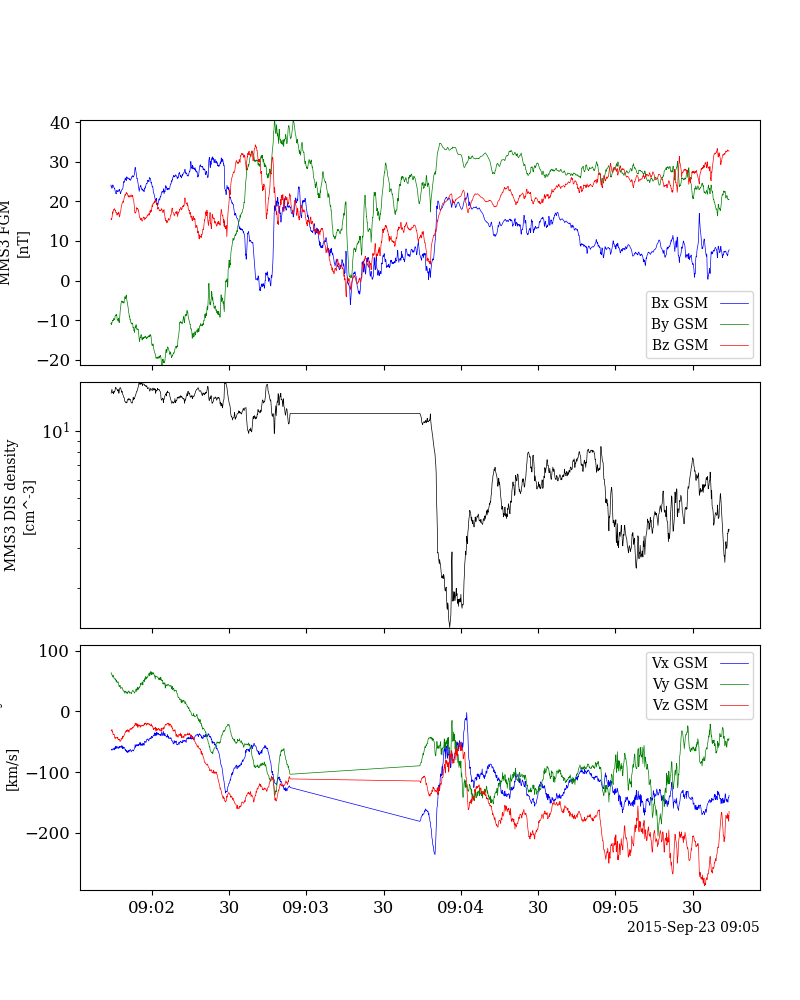 40
30
20
10
0
−10
−20
MMS3 FGM
[nT]
Bx GSM
By GSM
Bz GSM
10^1
MMS3 DIS density
[cm^-3]
100
0
−100
−200
[km/s]
Vx GSM
Vy GSM
Vz GSM
09:02 30 09:03 30 09:04 30 09:05 30
2015-Sep-23 09:05